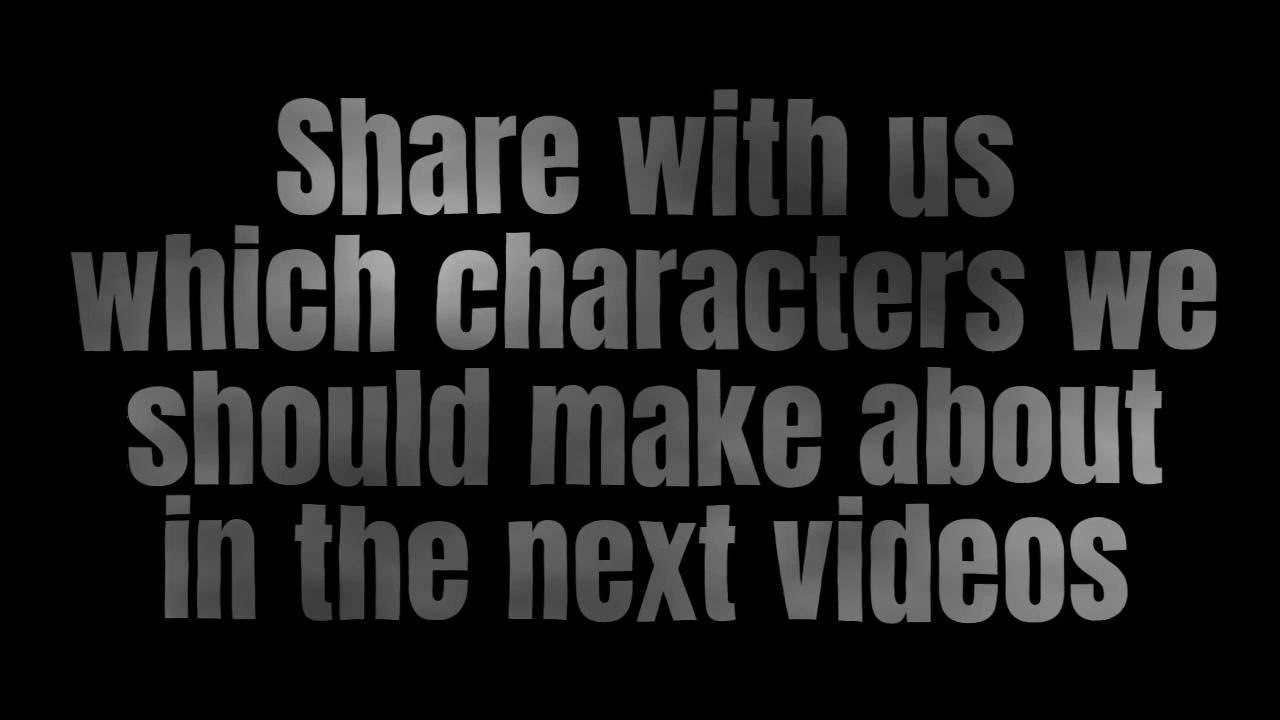 Share with us
which characters we
should make about
in the next videos